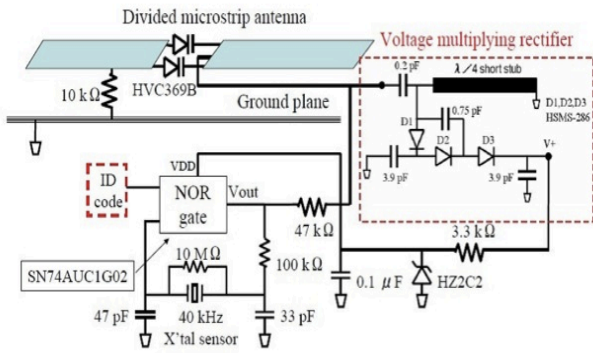 Divided microstrip antenna
Voltage multiplying rectifier
HVC369B
10 kΩ
Ground plane
0.2 pF
λ/4 short stub
0.75 pF
D1,D2,D3
HSMS-286
D1
D2
D3
V+
3.9 pF
3.9 pF
VDD
ID
code
NOR
gate
Vout
47 kΩ
3.3 kΩ
SN74AUC1G02
10 MΩ
100 kΩ
0.1 μF
HZ2C2
47 pF
40 kHz
33 pF
X'tal sensor